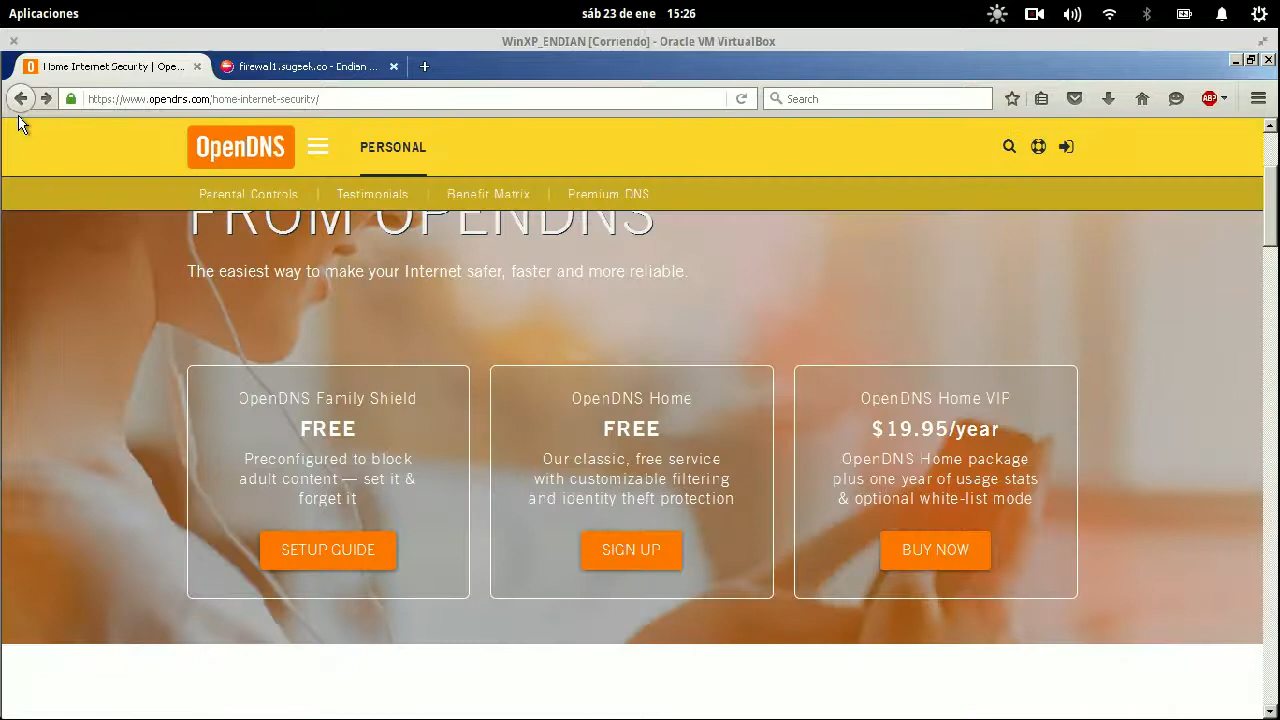 Aplicaciones
sáb 23 de ene 15:26
WinXP_ENDIAN [Corriendo] - Oracle VM VirtualBox
Home Internet Security | Ope...
firewal1.sugeek.co - Endian ...
https://www.opendns.com/home-internet-security/
Search
ABP
OpenDNS
PERSONAL
Parental Controls | Testimonials | Benefit Matrix | Premium DNS
FROM OPENDNS
The easiest way to make your Internet safer, faster and more reliable.
OpenDNS Family Shield
FREE
Preconfigured to block
adult content — set it &
forget it
SETUP GUIDE
OpenDNS Home
FREE
Our classic, free service
with customizable filtering
and identity theft protection
SIGN UP
OpenDNS Home VIP
$19.95/year
OpenDNS Home package
plus one year of usage stats
& optional white-list mode
BUY NOW